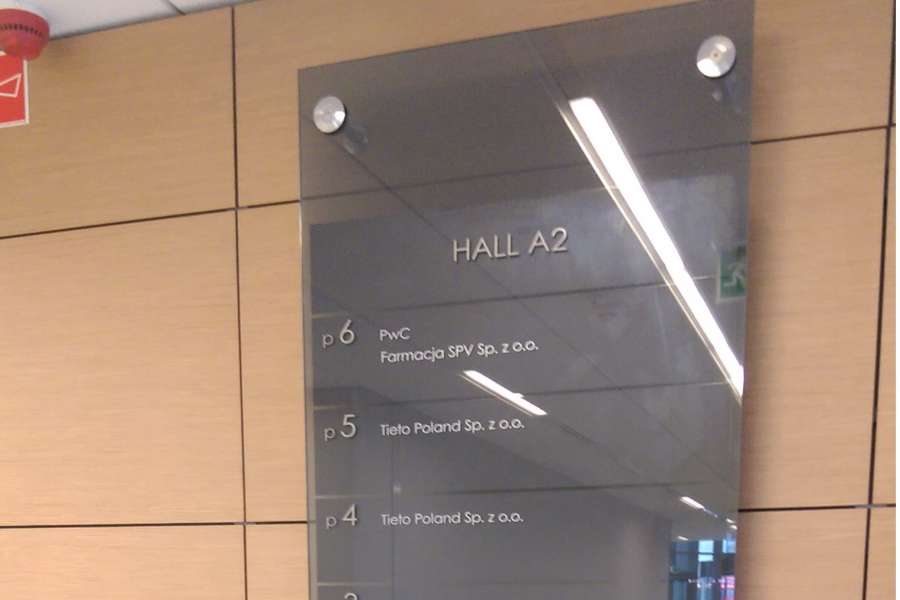 HALL A2
p 6 PwC
Farmacja SPV Sp. z o.o.
p 5 Tieto Poland Sp. z o.o.
p 4 Tieto Poland Sp. z o.o.